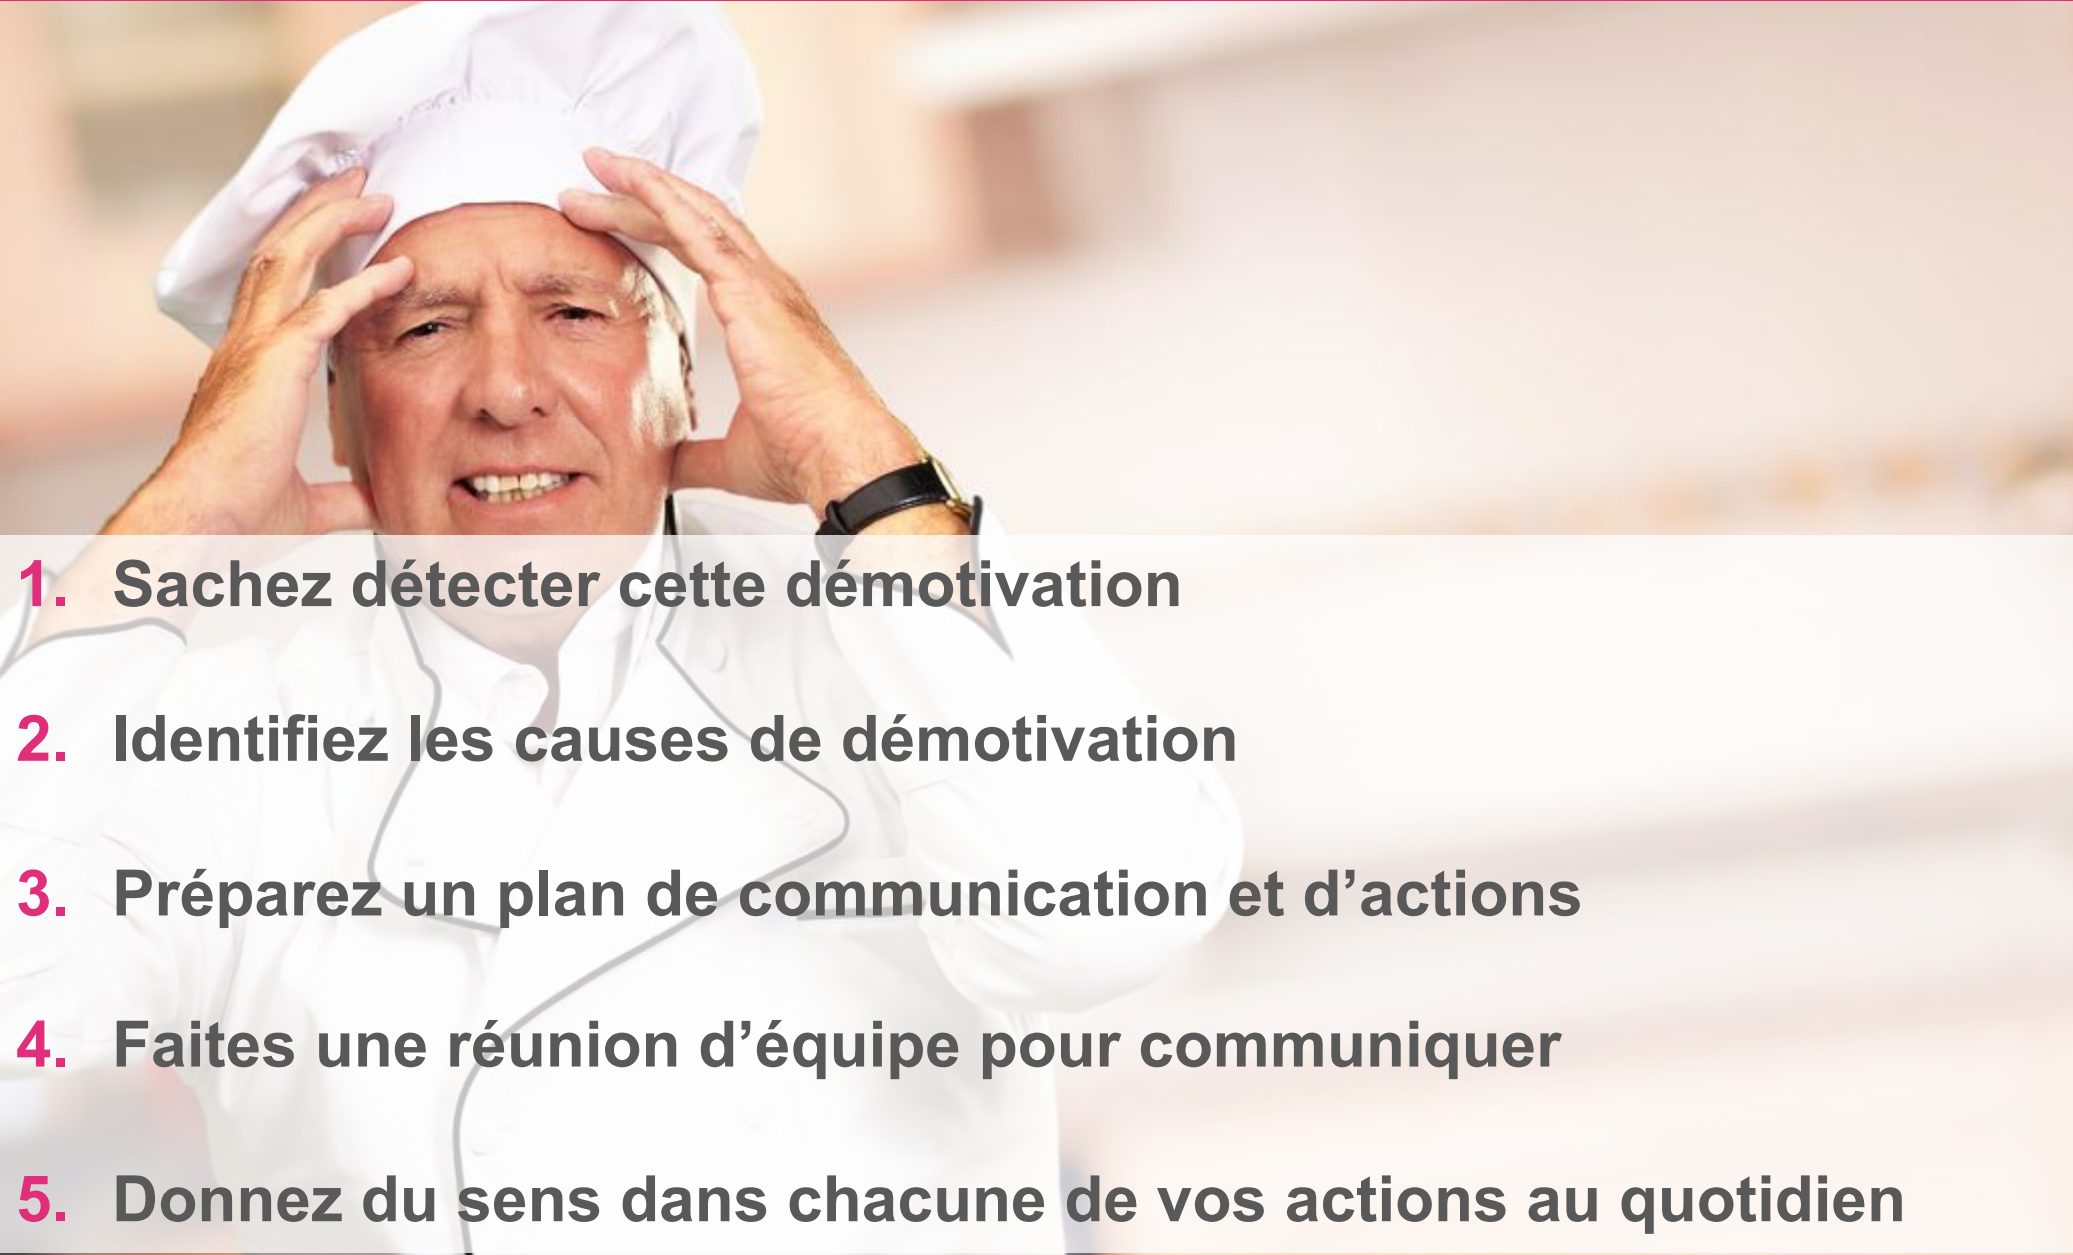 1. Sachez détecter cette démotivation
2. Identifiez les causes de démotivation
3. Préparez un plan de communication et d’actions
4. Faites une réunion d’équipe pour communiquer
5. Donnez du sens dans chacune de vos actions au quotidien